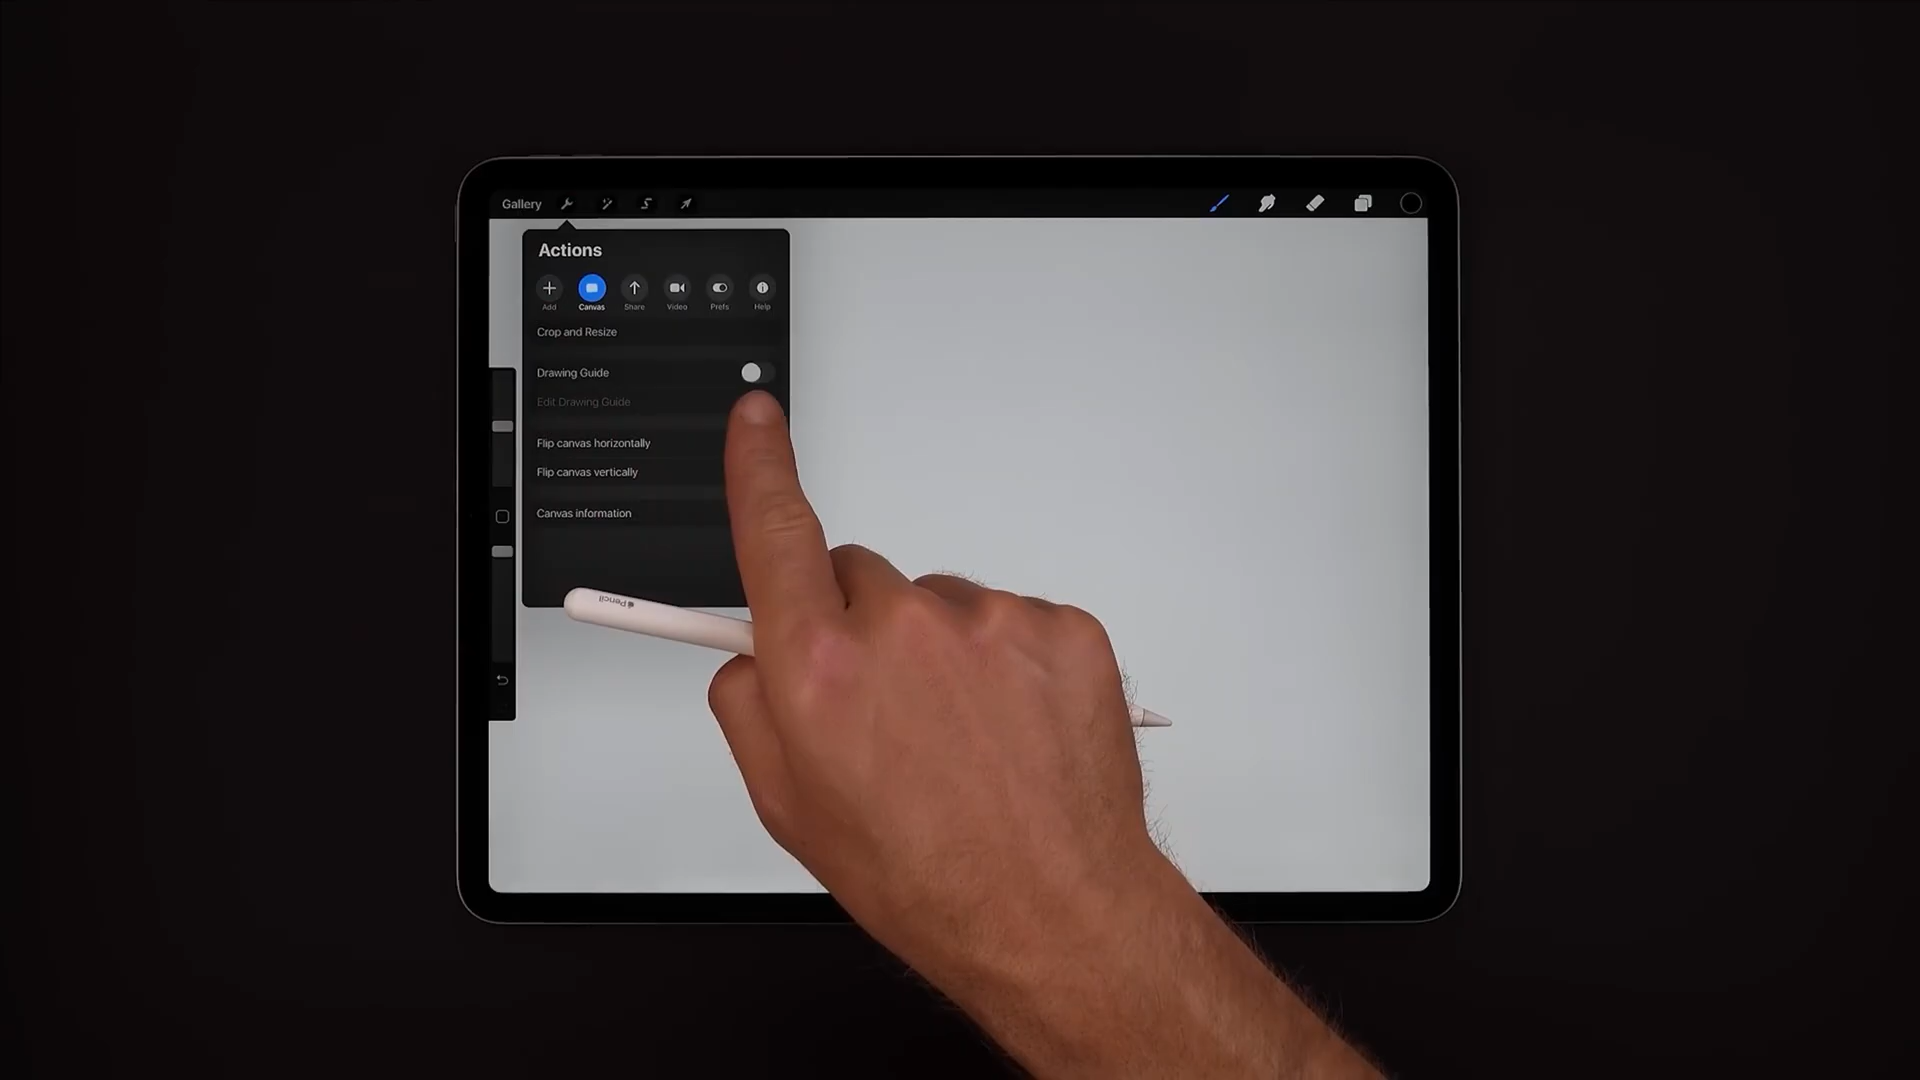 Gallery
Actions
Add Canvas Share Video Prefs Help
Crop and Resize
Drawing Guide
Edit Drawing Guide
Flip canvas horizontally
Flip canvas vertically
Canvas information
Pencil